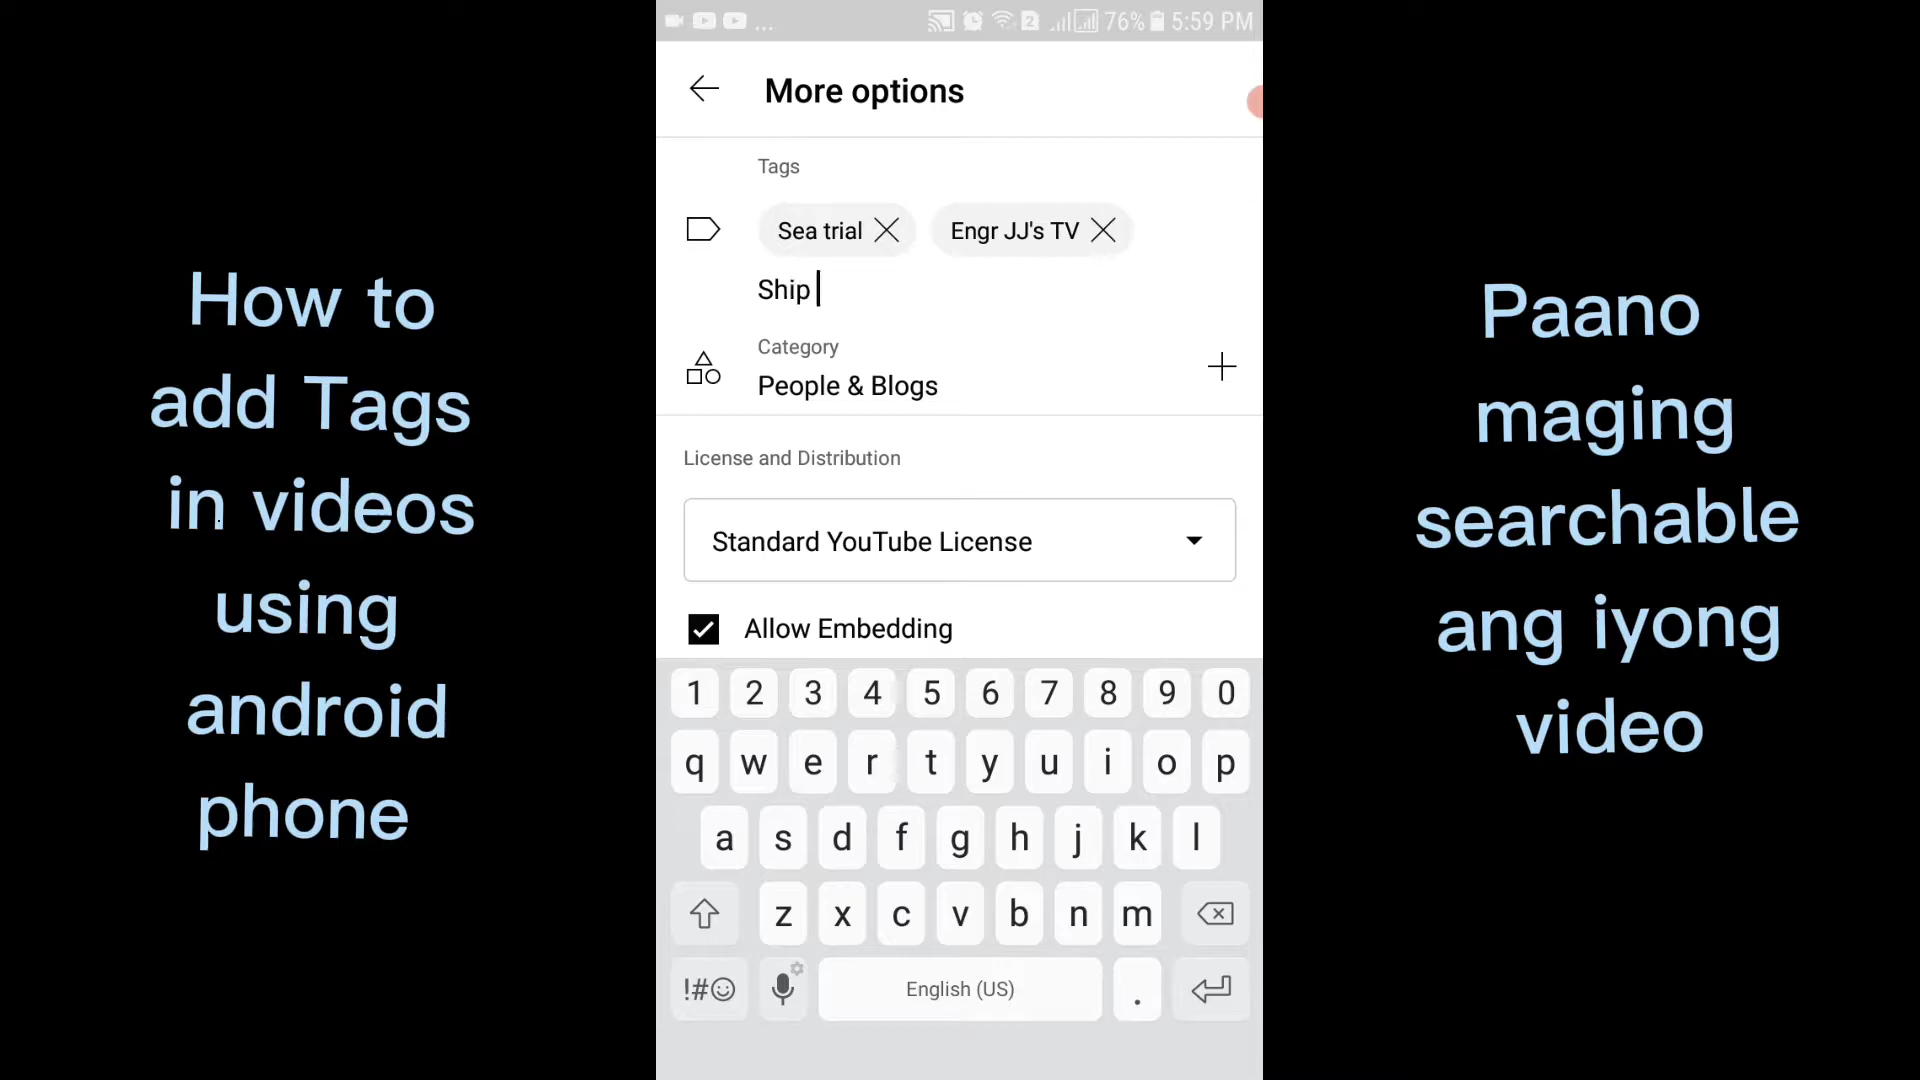 How to
add Tags
in videos
using
android
phone
... 2 76% 5:59 PM
More options
Tags
Sea trial Engr JJ's TV
Ship
Category
People & Blogs
License and Distribution
Standard YouTube License
Allow Embedding
1 2 3 4 5 6 7 8 9 0
q w e r t y u i o p
a s d f g h j k l
z x c v b n m
!#☺ English (US) .
Paano
maging
searchable
ang iyong
video